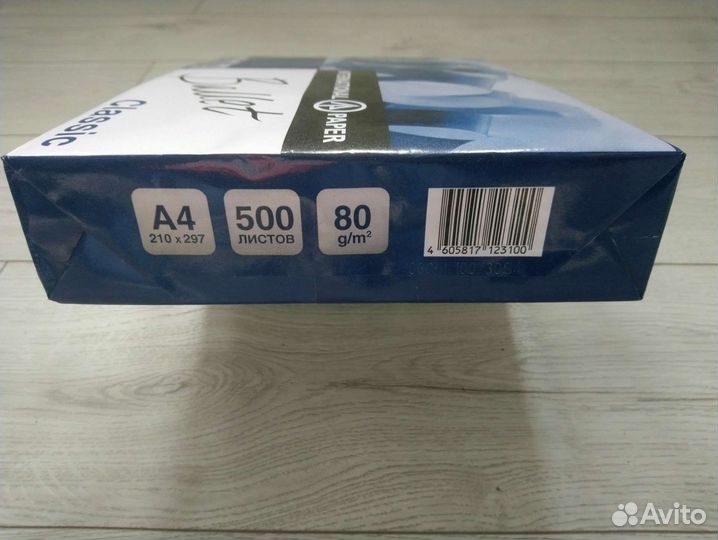 Ballet
Classic
INTERNATIONAL PAPER
A4
210 x 297
500
ЛИСТОВ
80
g/m²
4 605817 123100
Avito